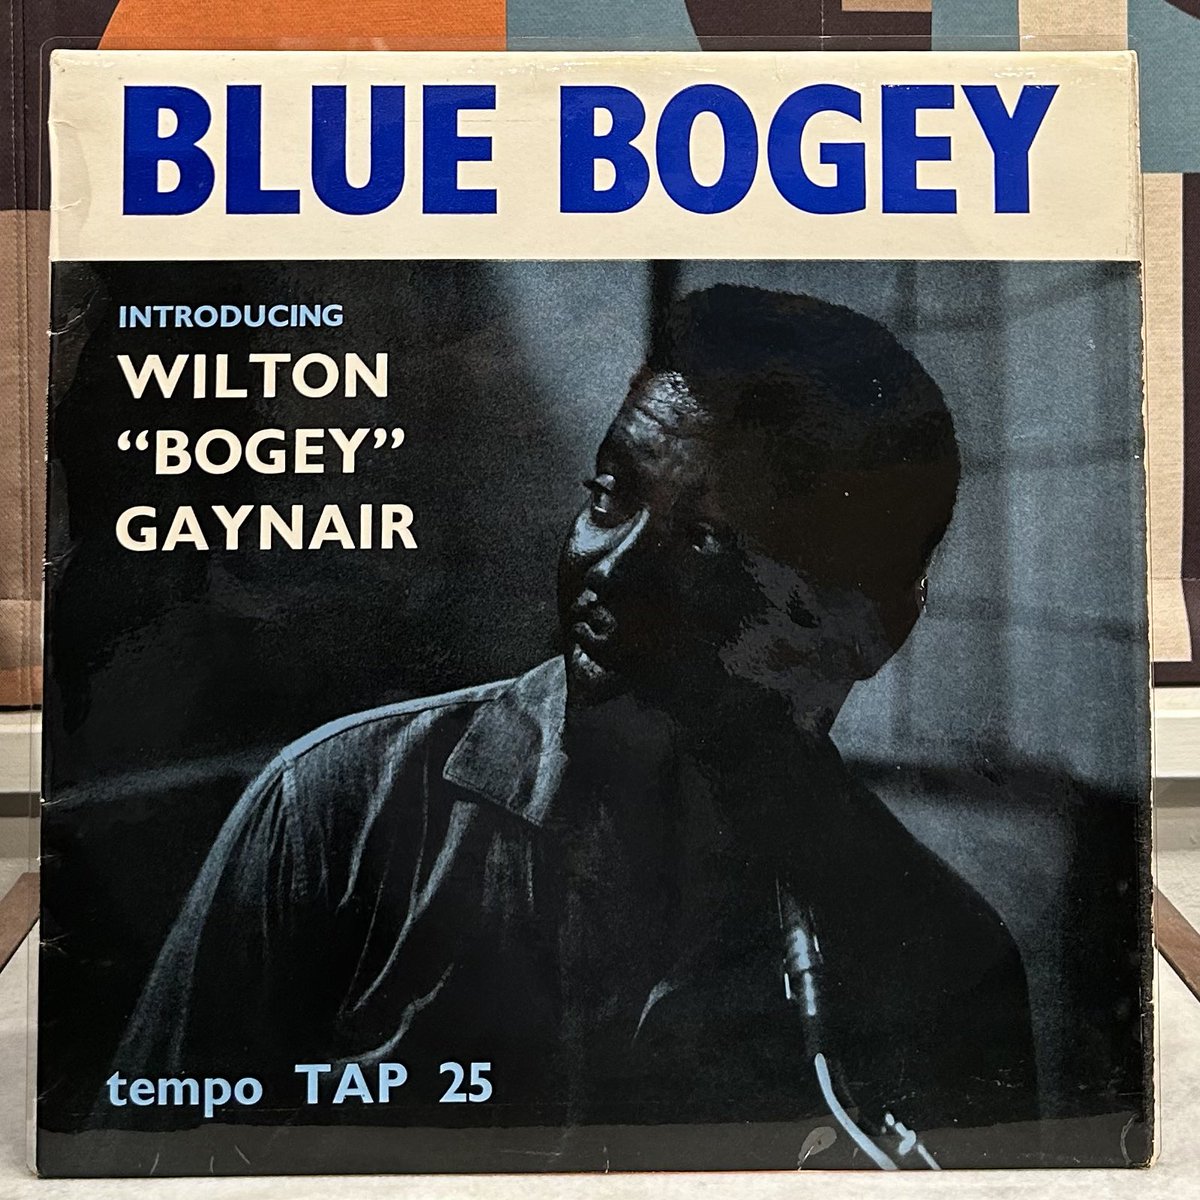 BLUE BOGEY
INTRODUCING
WILTON
“BOGEY”
GAYNAIR
tempo TAP 25